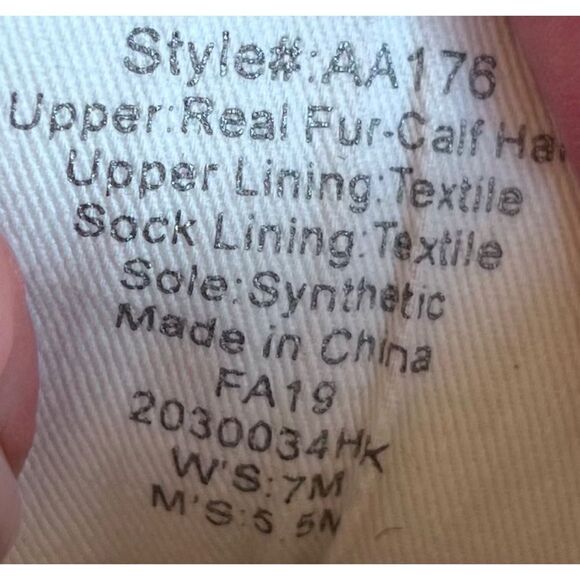 Style#:AA176
Upper:Real Fur-Calf Hai
Upper Lining:Textile
Sock Lining:Textile
Sole:Synthetic
Made in China
FA19
2030034HK
W'S:7M
M'S:5.5M